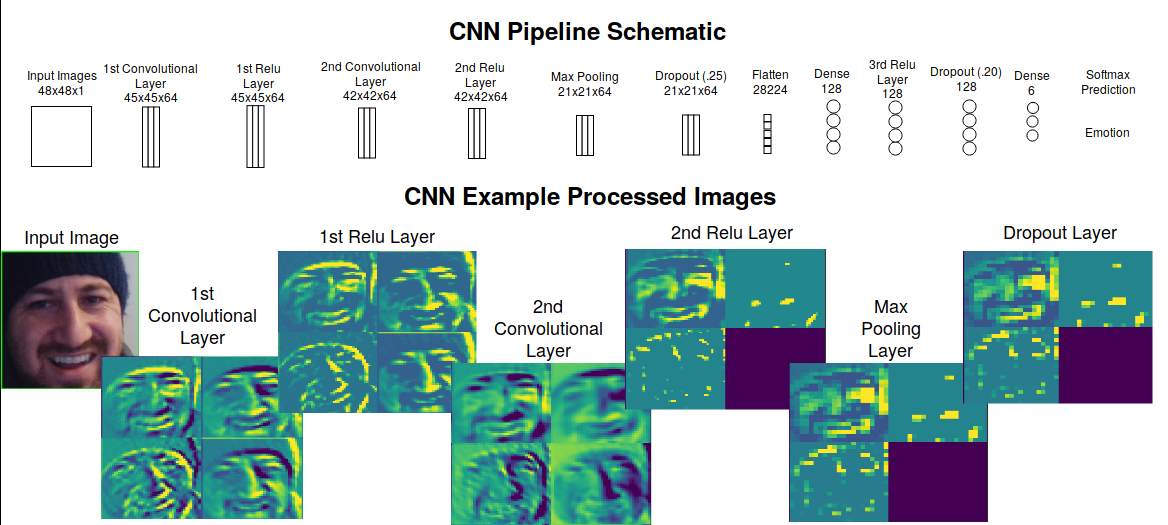 CNN Pipeline Schematic
Input Images
48x48x1
1st Convolutional
Layer
45x45x64
1st Relu
Layer
45x45x64
2nd Convolutional
Layer
42x42x64
2nd Relu
Layer
42x42x64
Max Pooling
21x21x64
Dropout (.25)
21x21x64
Flatten
28224
Dense
128
3rd Relu
Layer
128
Dropout (.20)
128
Dense
6
Softmax
Prediction
Emotion
CNN Example Processed Images
Input Image
1st
Convolutional
Layer
1st Relu Layer
2nd
Convolutional
Layer
2nd Relu Layer
Max
Pooling
Layer
Dropout Layer